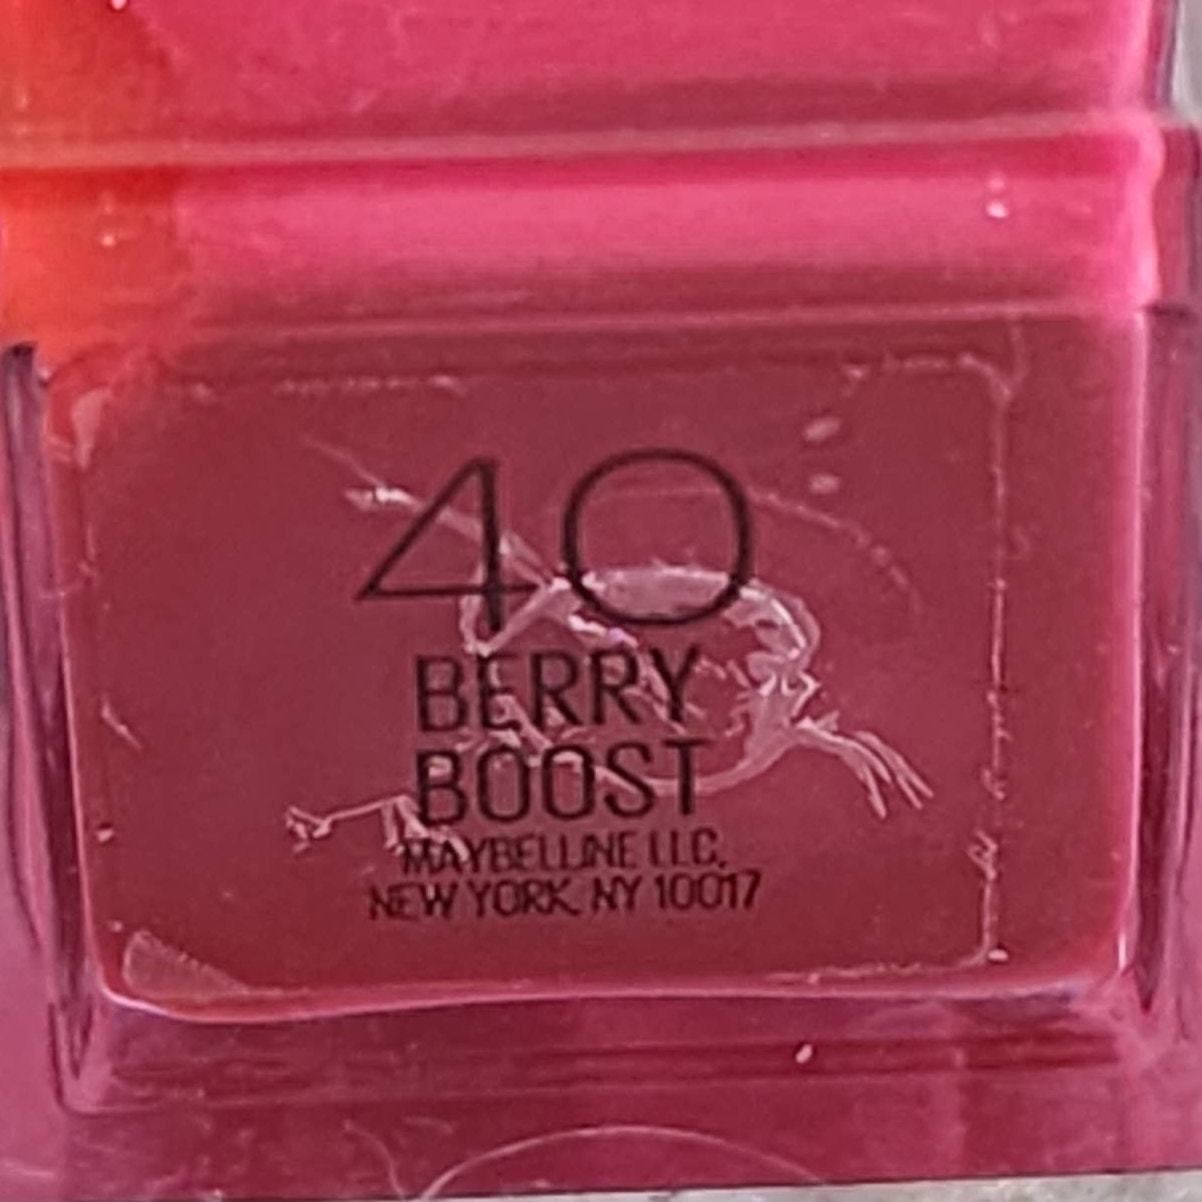 40
BERRY
BOOST
MAYBELLINE LLC,
NEW YORK, NY 10017